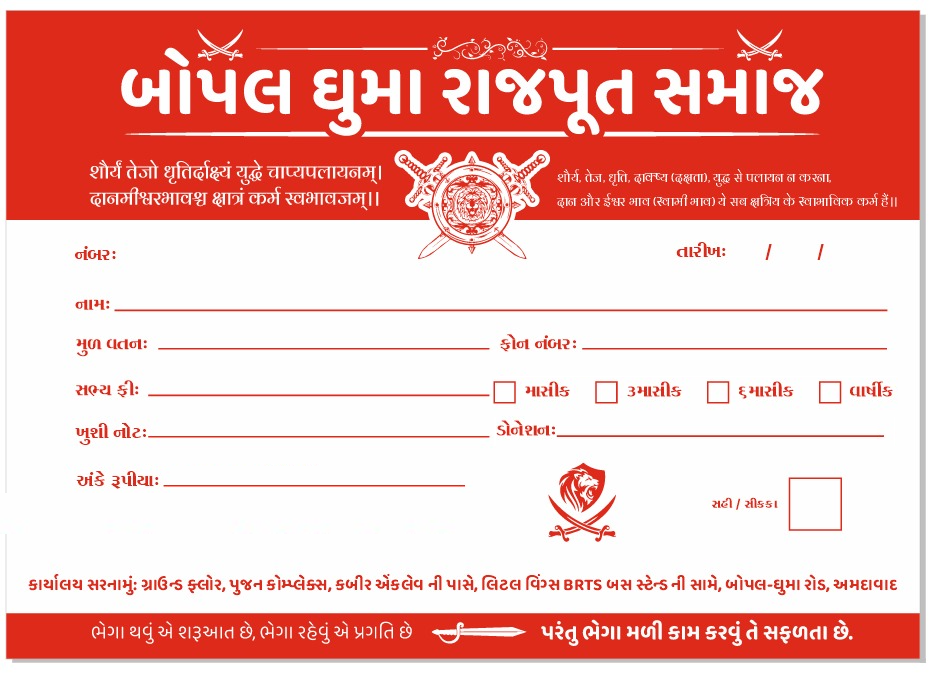 બોપલ ઘુમા રાજપૂત સમાજ
शौर्यं तेजो धृतिर्दाक्ष्यं युद्धे चाप्यपलायनम्।
दानमीश्वरभावश्च क्षात्रं कर्म स्वभावजम्।।
शौर्य, तेज, धृति, दाक्ष्य (दक्षता), युद्ध से पलायन न करना,
दान और ईश्वर भाव (स्वामी भाव) ये सब क्षत्रिय के स्वाभाविक कर्म हैं।।
નંબરઃ
તારીખઃ / /
નામઃ
મુળ વતનઃ ફોન નંબરઃ
સભ્ય ફીઃ માસીક ૩માસીક ૬માસીક વાર્ષીક
ખુશી નોટઃ ડોનેશનઃ
અંકે રૂપીયાઃ
સહી / સીકકા
કાર્યાલય સરનામું: ગ્રાઉન્ડ ફ્લોર, પુજન કોમ્પ્લેક્સ, કબીર એંકલેવ ની પાસે, લિટલ વિંગ્સ BRTS બસ સ્ટેન્ડ ની સામે, બોપલ-ઘુમા રોડ, અમદાવાદ
ભેગા થવું એ શરૂઆત છે, ભેગા રહેવું એ પ્રગતિ છે પરંતુ ભેગા મળી કામ કરવું તે સફળતા છે.